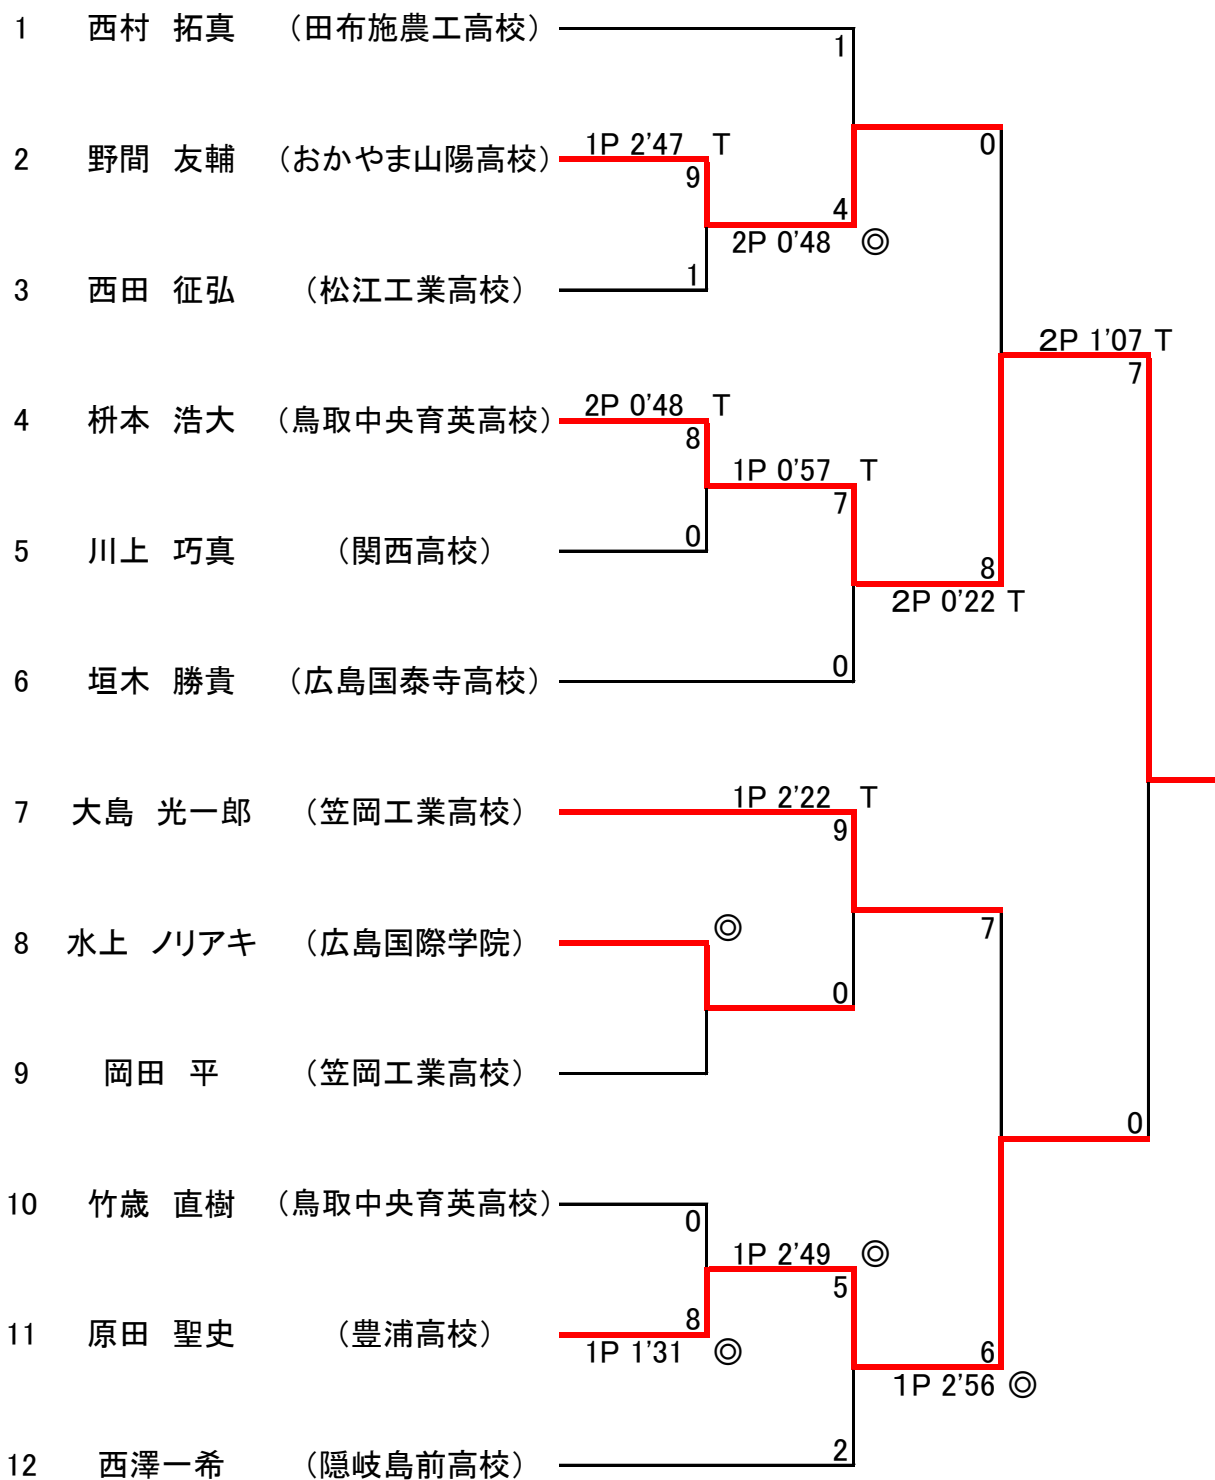 1 西村 拓真 （田布施農工高校）
1
0
1P 2'47 T
2 野間 友輔 （おかやま山陽高校）
9
4
2P 0'48 ◎
1
3 西田 征弘 （松江工業高校）
2P 1'07 T
7
2P 0'48 T
4 枡本 浩大 （鳥取中央育英高校）
8
1P 0'57 T
7
0
5 川上 巧真 （関西高校）
8
2P 0'22 T
0
6 垣木 勝貴 （広島国泰寺高校）
1P 2'22 T
7 大島 光一郎 （笠岡工業高校）
9
◎
7
8 水上 ノリアキ （広島国際学院）
0
9 岡田 平 （笠岡工業高校）
0
10 竹歳 直樹 （鳥取中央育英高校）
0
1P 2'49 ◎
5
8
11 原田 聖史 （豊浦高校）
1P 1'31 ◎
6
1P 2'56 ◎
2
12 西澤一希 （隠岐島前高校）